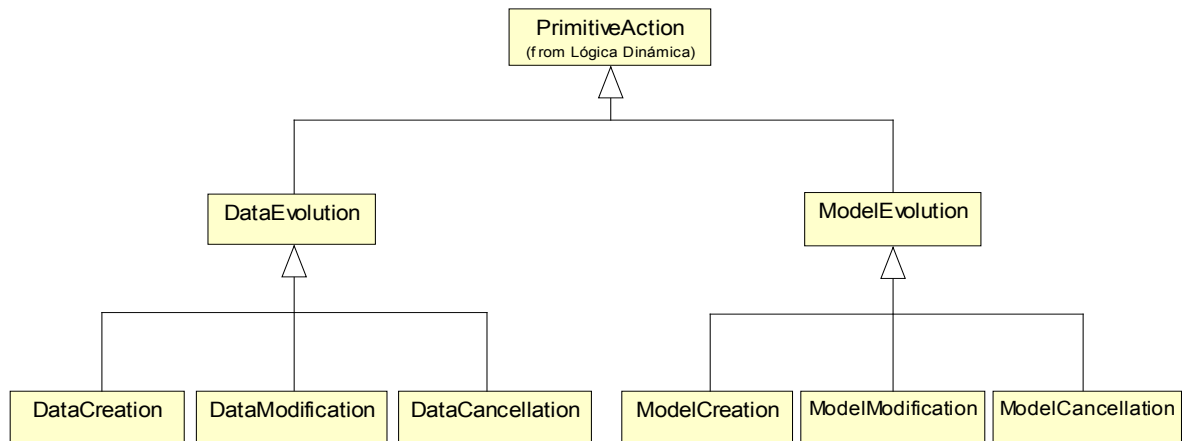 PrimitiveAction
(from Lógica Dinámica)
DataEvolution
ModelEvolution
DataCreation
DataModification
DataCancellation
ModelCreation
ModelModification
ModelCancellation